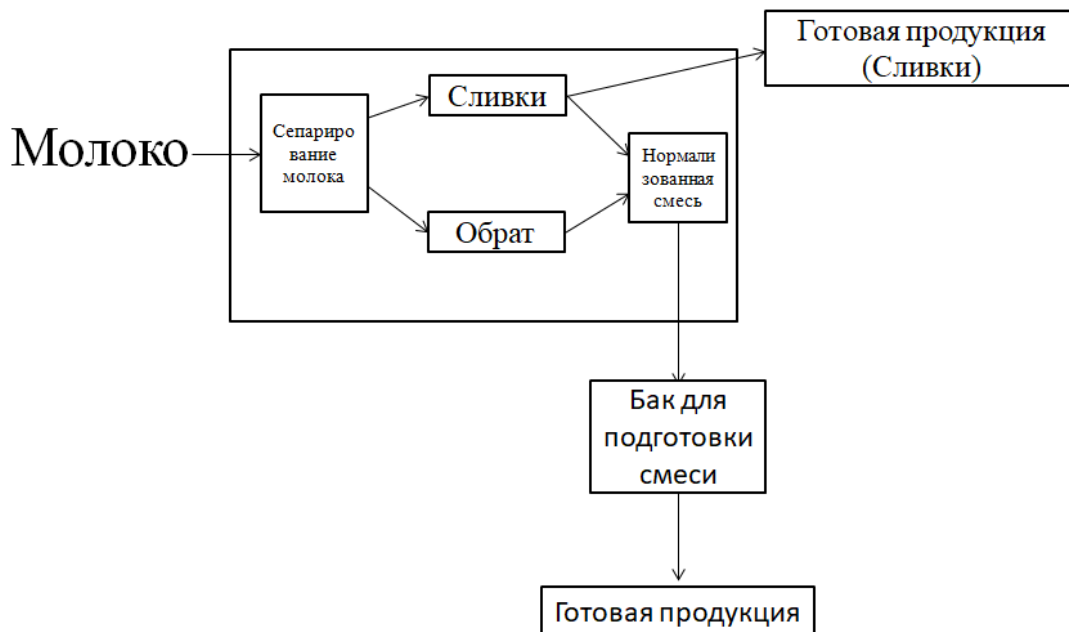 Готовая продукция
(Сливки)
Сливки
Молоко
Сепариро
вание
молока
Нормали
зованная
смесь
Обрат
Бак для
подготовки
смеси
Готовая продукция